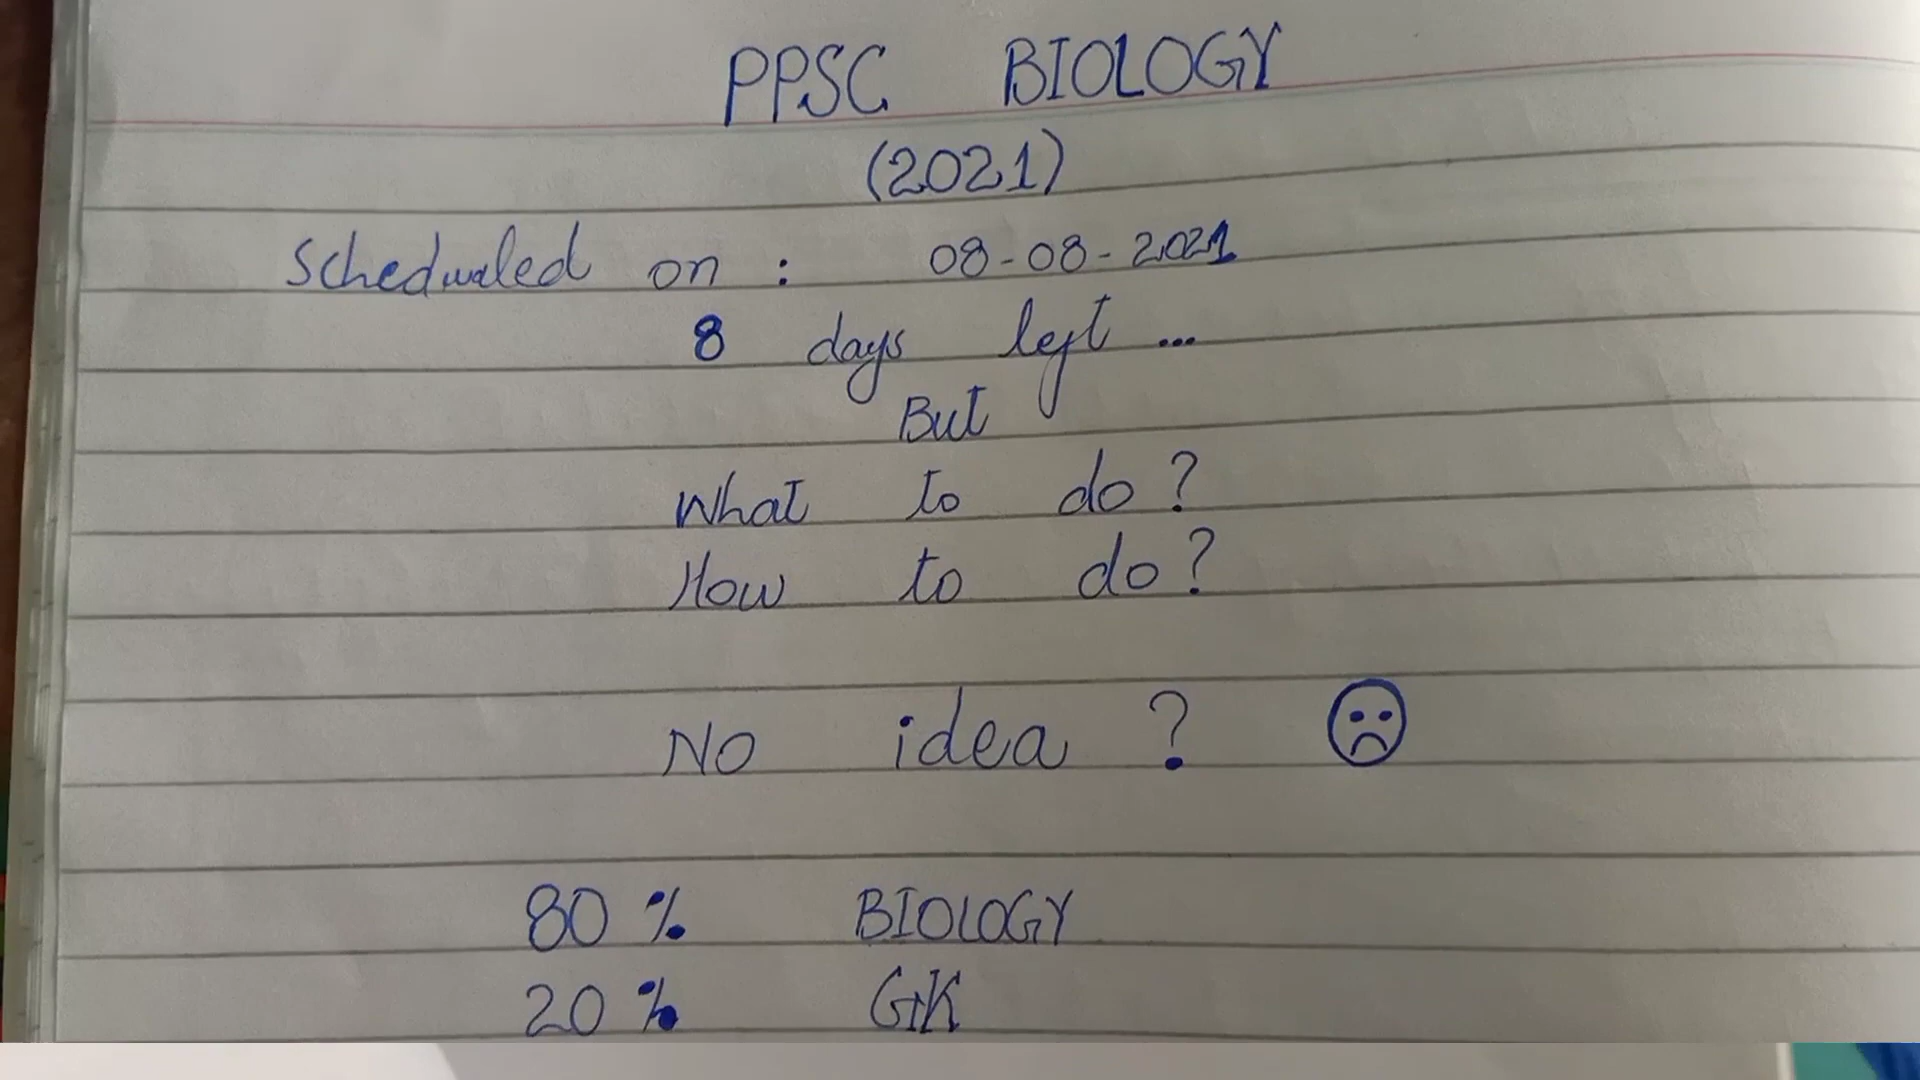 PPSC BIOLOGY
(2021)
Scheduled on : 08-08-2021
8 days left ...
But
What to do ?
How to do ?
No idea ?
80 % BIOLOGY
20 % GK